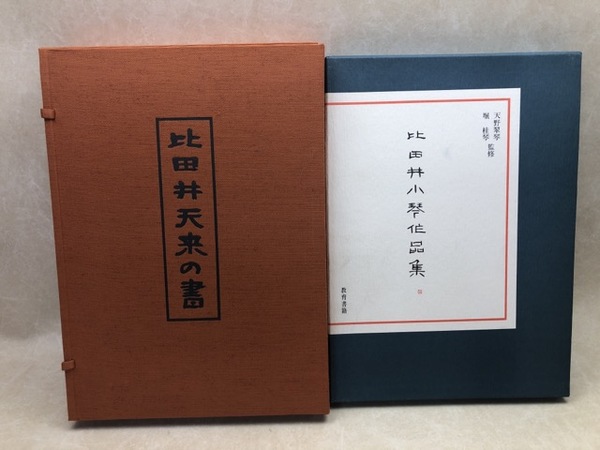 比田井天来の書
天野翠琴
堀 桂琴 監修
比田井小琴作品集
教育書籍